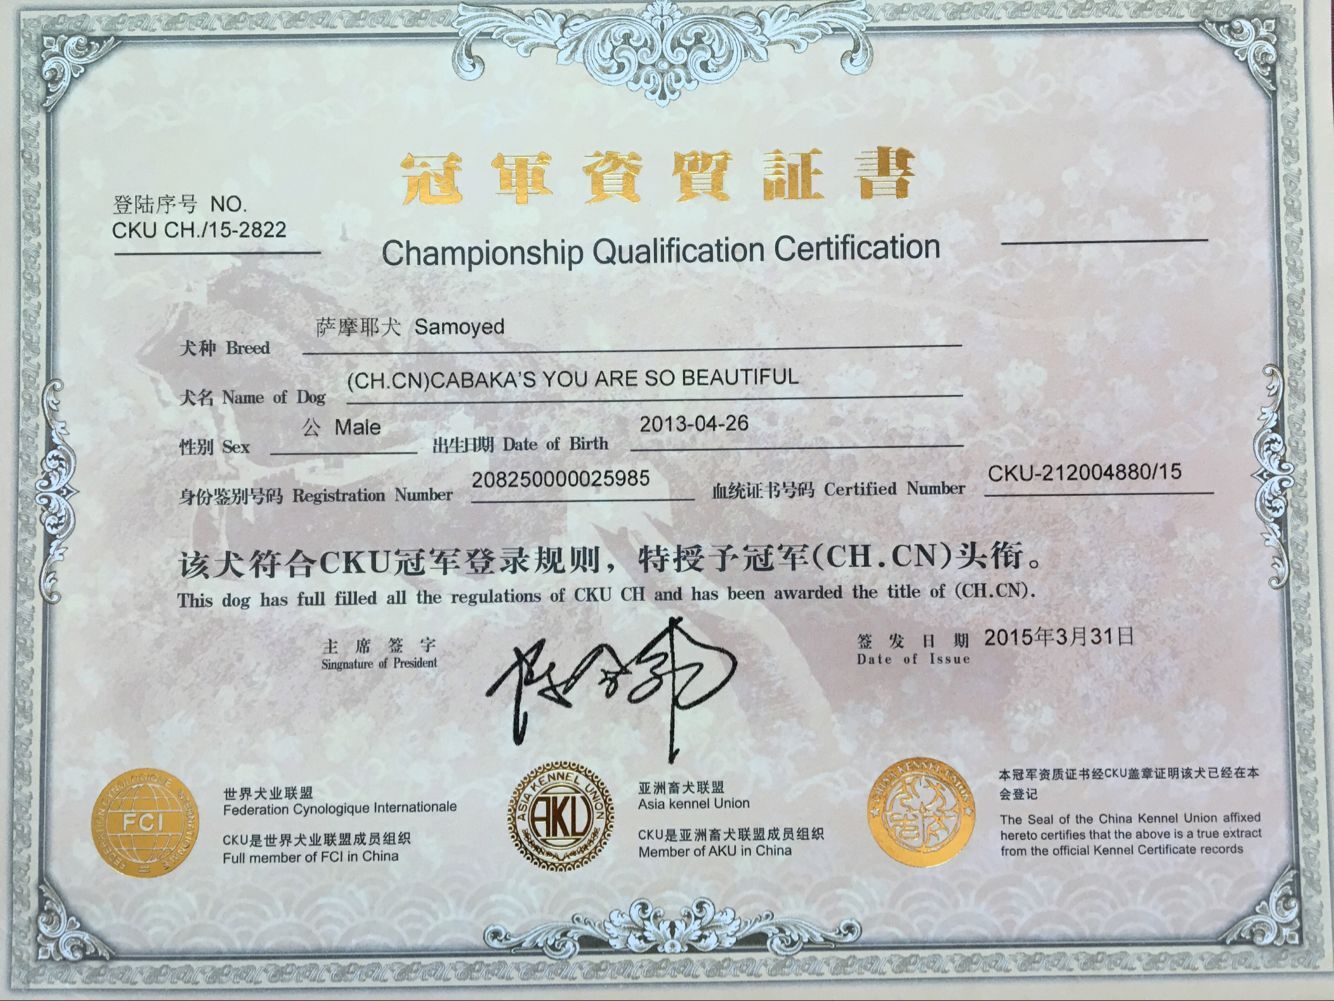 冠軍資質証書
登陆序号 NO.
CKU CH./15-2822
Championship Qualification Certification
萨摩耶犬 Samoyed
犬种 Breed
(CH.CN)CABAKA'S YOU ARE SO BEAUTIFUL
犬名 Name of Dog
公 Male
性别 Sex
2013-04-26
出生日期 Date of Birth
208250000025985
身份鉴别号码 Registration Number
CKU-212004880/15
血统证书号码 Certified Number
该犬符合CKU冠军登录规则，特授予冠军(CH.CN)头衔。
This dog has full filled all the regulations of CKU CH and has been awarded the title of (CH.CN).
主席签字
Singnature of President
签发日期 2015年3月31日
Date of Issue
FCI
世界犬业联盟
Federation Cynologique Internationale
CKU是世界犬业联盟成员组织
Full member of FCI in China
ASIA KENNEL UNION
AKU
亚洲畜犬联盟
Asia kennel Union
CKU是亚洲畜犬联盟成员组织
Member of AKU in China
本冠军资质证书经CKU盖章证明该犬已经在本
会登记
The Seal of the China Kennel Union affixed
hereto certifies that the above is a true extract
from the official Kennel Certificate records